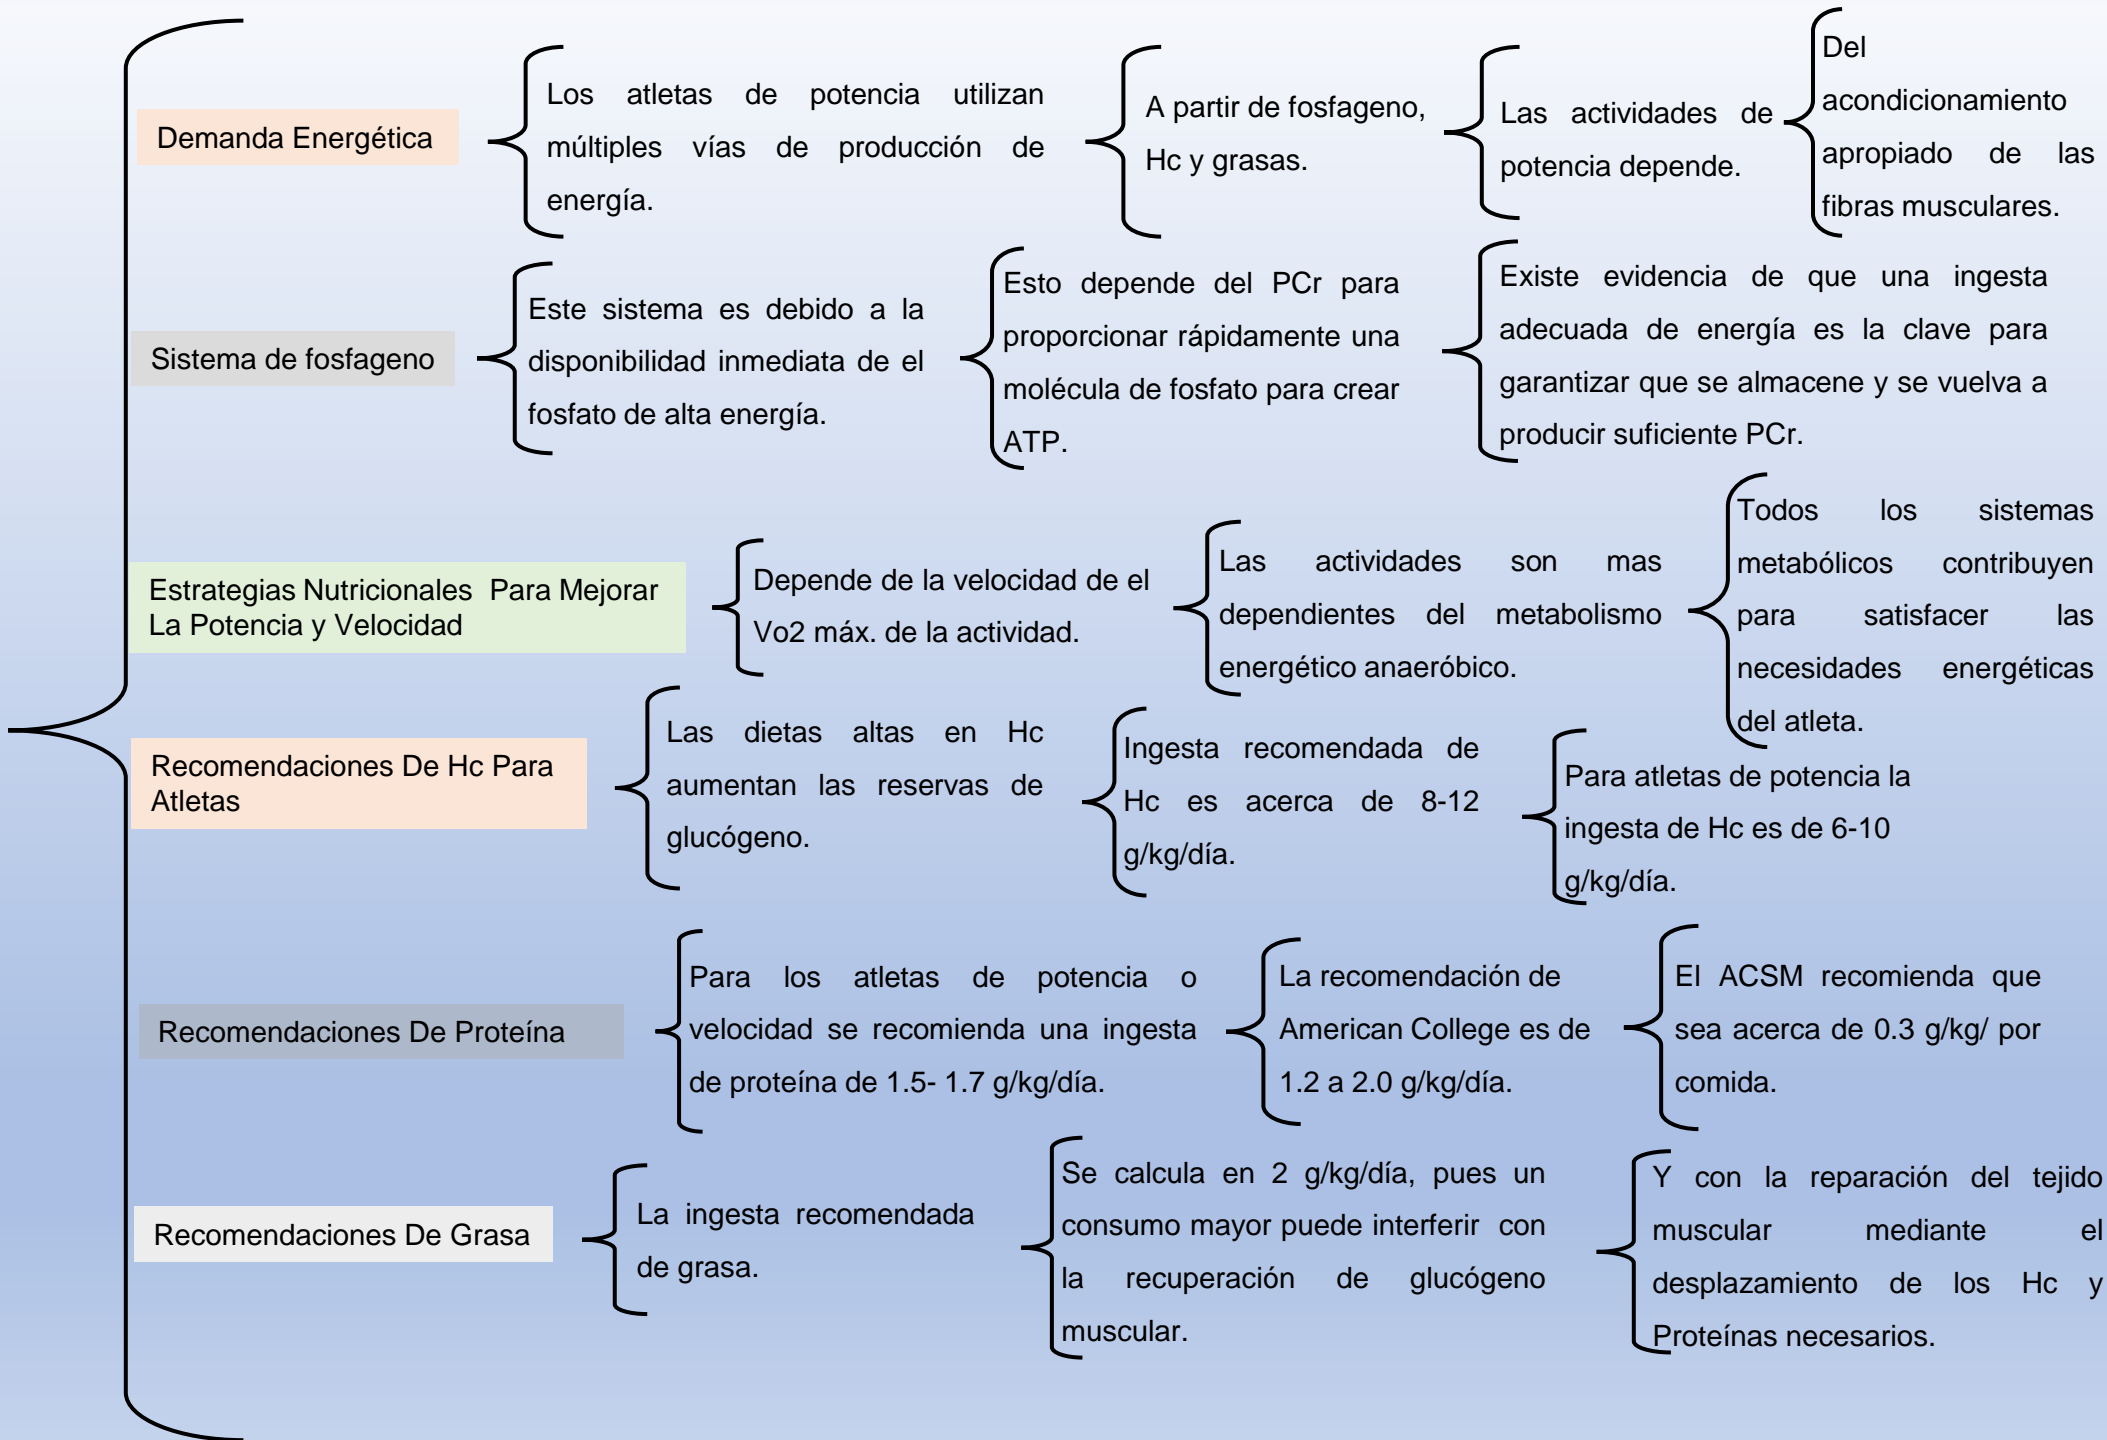 Demanda Energética
Los atletas de potencia utilizan
múltiples vías de producción de
energía.
A partir de fosfageno,
Hc y grasas.
Las actividades de
potencia depende.
Del
acondicionamiento
apropiado de las
fibras musculares.
Sistema de fosfageno
Este sistema es debido a la
disponibilidad inmediata de el
fosfato de alta energía.
Esto depende del PCr para
proporcionar rápidamente una
molécula de fosfato para crear
ATP.
Existe evidencia de que una ingesta
adecuada de energía es la clave para
garantizar que se almacene y se vuelva a
producir suficiente PCr.
Estrategias Nutricionales Para Mejorar
La Potencia y Velocidad
Depende de la velocidad de el
Vo2 máx. de la actividad.
Las actividades son mas
dependientes del metabolismo
energético anaeróbico.
Todos los sistemas
metabólicos contribuyen
para satisfacer las
necesidades energéticas
del atleta.
Recomendaciones De Hc Para
Atletas
Las dietas altas en Hc
aumentan las reservas de
glucógeno.
Ingesta recomendada de
Hc es acerca de 8-12
g/kg/día.
Para atletas de potencia la
ingesta de Hc es de 6-10
g/kg/día.
Recomendaciones De Proteína
Para los atletas de potencia o
velocidad se recomienda una ingesta
de proteína de 1.5- 1.7 g/kg/día.
La recomendación de
American College es de
1.2 a 2.0 g/kg/día.
El ACSM recomienda que
sea acerca de 0.3 g/kg/ por
comida.
Recomendaciones De Grasa
La ingesta recomendada
de grasa.
Se calcula en 2 g/kg/día, pues un
consumo mayor puede interferir con
la recuperación de glucógeno
muscular.
Y con la reparación del tejido
muscular mediante el
desplazamiento de los Hc y
Proteínas necesarios.